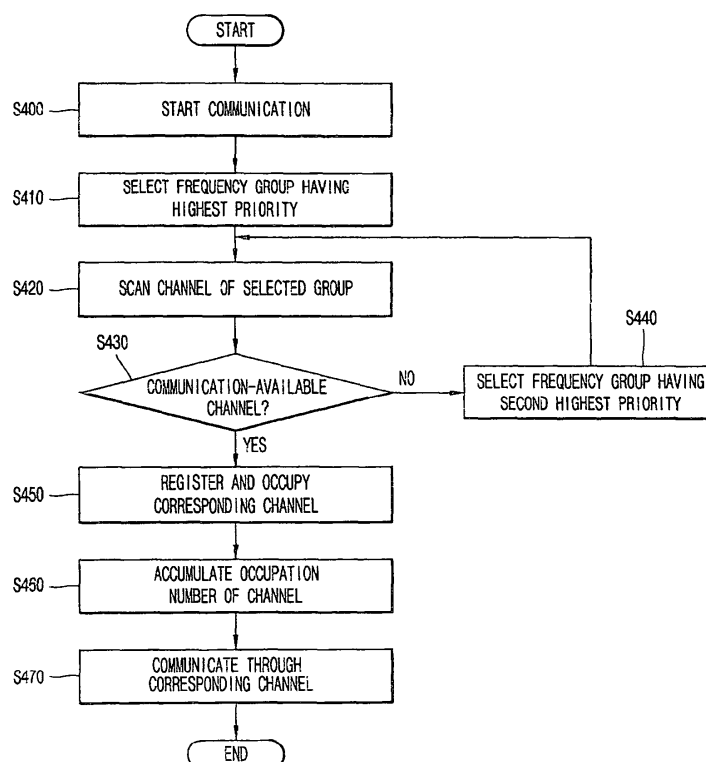 START
S400
START COMMUNICATION
S410
SELECT FREQUENCY GROUP HAVING
HIGHEST PRIORITY
S420
SCAN CHANNEL OF SELECTED GROUP
S430
COMMUNICATION-AVAILABLE
CHANNEL?
NO
S440
SELECT FREQUENCY GROUP HAVING
SECOND HIGHEST PRIORITY
YES
S450
REGISTER AND OCCUPY
CORRESPONDING CHANNEL
S460
ACCUMULATE OCCUPATION
NUMBER OF CHANNEL
S470
COMMUNICATE THROUGH
CORRESPONDING CHANNEL
END